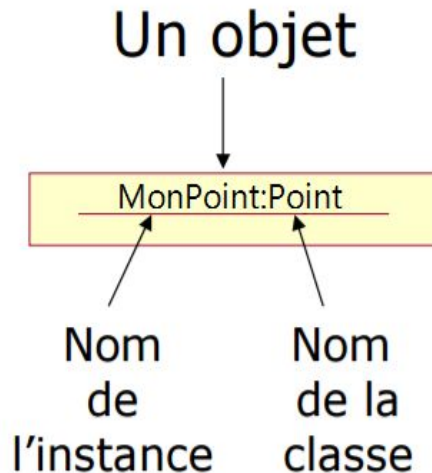 Un objet
MonPoint:Point
Nom
de
l'instance
Nom
de la
classe